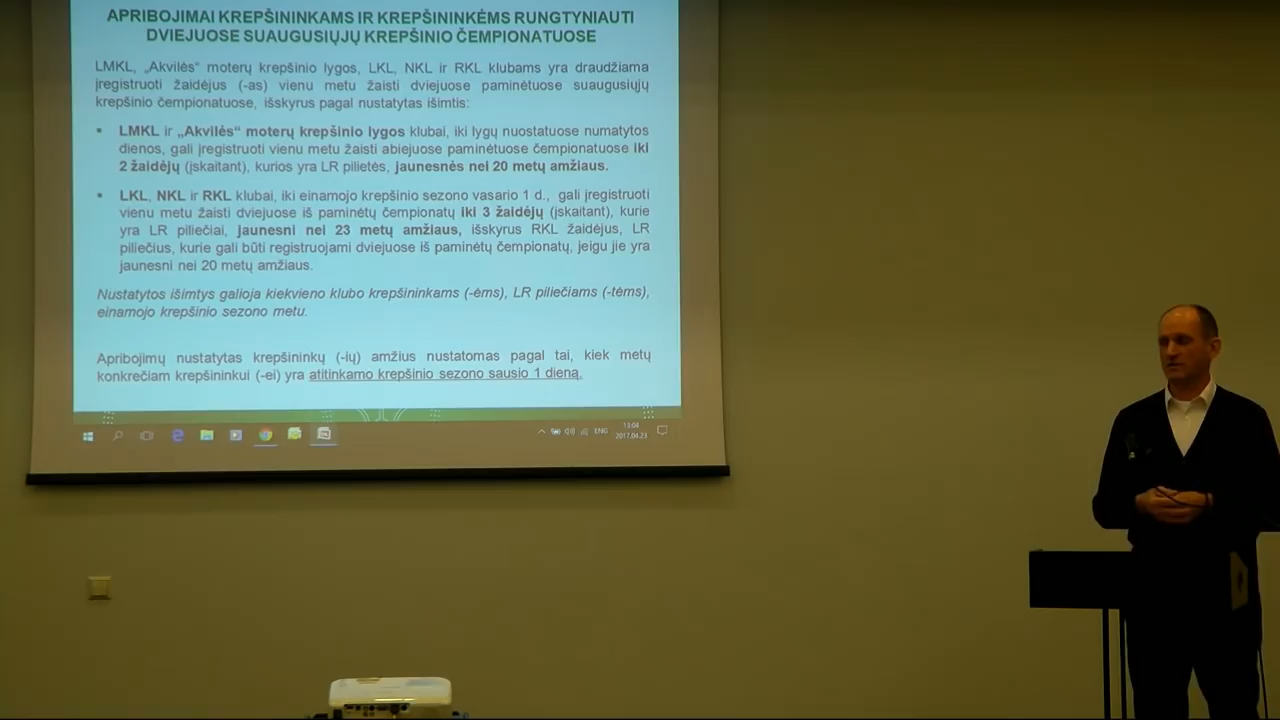 APRIBOJIMAI KREPŠININKAMS IR KREPŠININKĖMS RUNGTYNIAUTI
DVIEJUOSE SUAUGUSIŲJŲ KREPŠINIO ČEMPIONATUOSE
LMKL, „Akvilės“ moterų krepšinio lygos, LKL, NKL ir RKL klubams yra draudžiama
įregistruoti žaidėjus (-as) vienu metu žaisti dviejuose paminėtuose suaugusiųjų
krepšinio čempionatuose, išskyrus pagal nustatytas išimtis:
▪ LMKL ir „Akvilės“ moterų krepšinio lygos klubai, iki lygų nuostatuose numatytos
dienos, gali įregistruoti vienu metu žaisti abiejuose paminėtuose čempionatuose iki
2 žaidėjų (įskaitant), kurios yra LR pilietės, jaunesnės nei 20 metų amžiaus.
▪ LKL, NKL ir RKL klubai, iki einamojo krepšinio sezono vasario 1 d., gali įregistruoti
vienu metu žaisti dviejuose iš paminėtų čempionatų iki 3 žaidėjų (įskaitant), kurie
yra LR piliečiai, jaunesni nei 23 metų amžiaus, išskyrus RKL žaidėjus, LR
piliečius, kurie gali būti registruojami dviejuose iš paminėtų čempionatų, jeigu jie yra
jaunesni nei 20 metų amžiaus.
Nustatytos išimtys galioja kiekvieno klubo krepšininkams (-ėms), LR piliečiams (-tėms),
einamojo krepšinio sezono metu.
Apribojimų nustatytas krepšininkų (-ių) amžius nustatomas pagal tai, kiek metų
konkrečiam krepšininkui (-ei) yra atitinkamo krepšinio sezono sausio 1 dieną.
ENG
13:04
2017.04.23